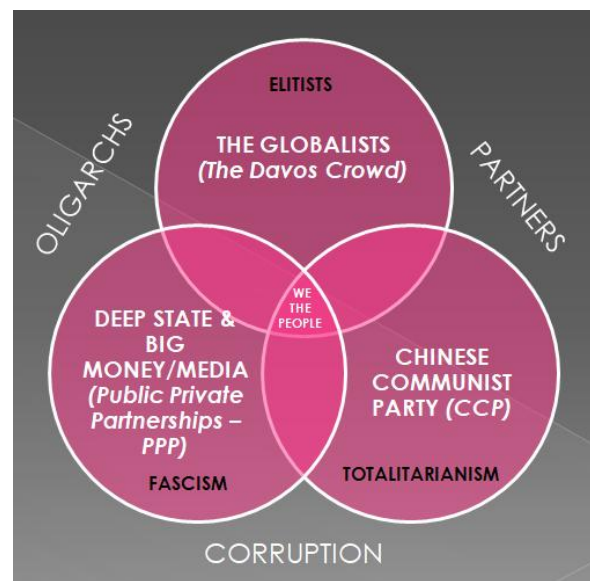 ELITISTS
THE GLOBALISTS
(The Davos Crowd)
OLIGARCHS
PARTNERS
WE
THE
PEOPLE
DEEP STATE &
BIG
MONEY/MEDIA
(Public Private
Partnerships –
PPP)
FASCISM
CHINESE
COMMUNIST
PARTY (CCP)
TOTALITARIANISM
CORRUPTION